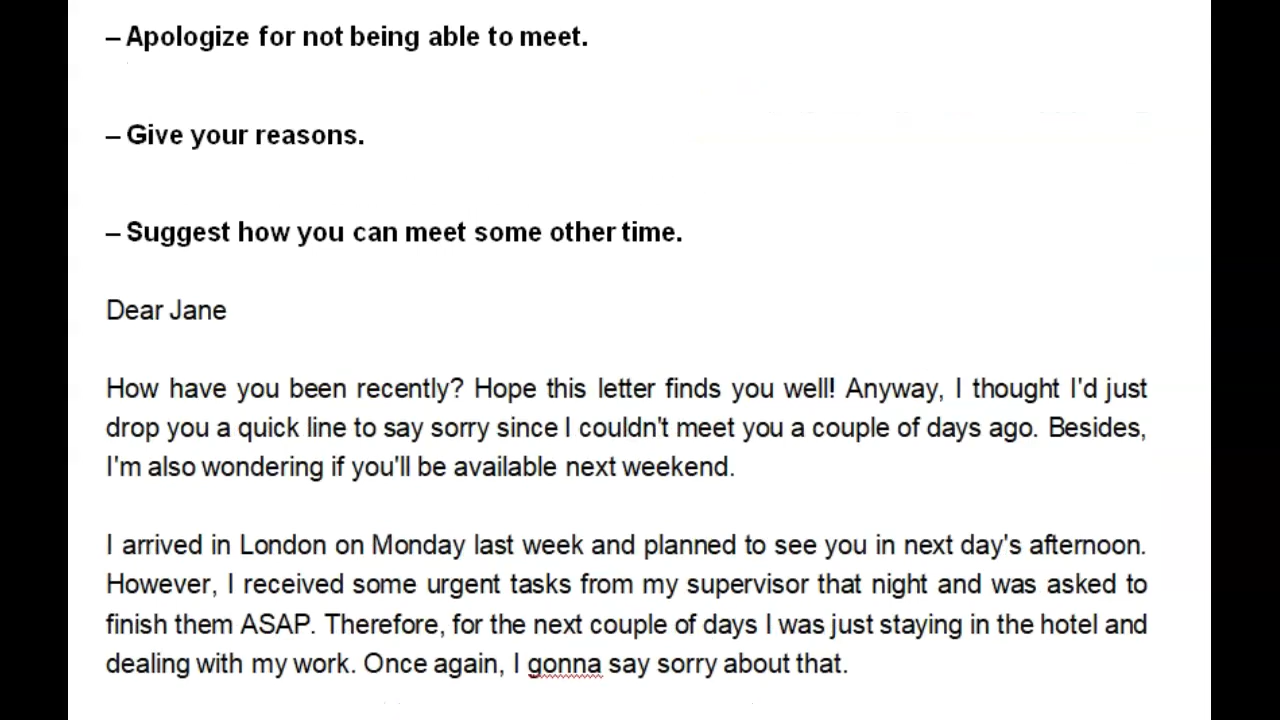 – Apologize for not being able to meet.
– Give your reasons.
– Suggest how you can meet some other time.
Dear Jane
How have you been recently? Hope this letter finds you well! Anyway, I thought I'd just
drop you a quick line to say sorry since I couldn't meet you a couple of days ago. Besides,
I'm also wondering if you'll be available next weekend.
I arrived in London on Monday last week and planned to see you in next day's afternoon.
However, I received some urgent tasks from my supervisor that night and was asked to
finish them ASAP. Therefore, for the next couple of days I was just staying in the hotel and
dealing with my work. Once again, I gonna say sorry about that.